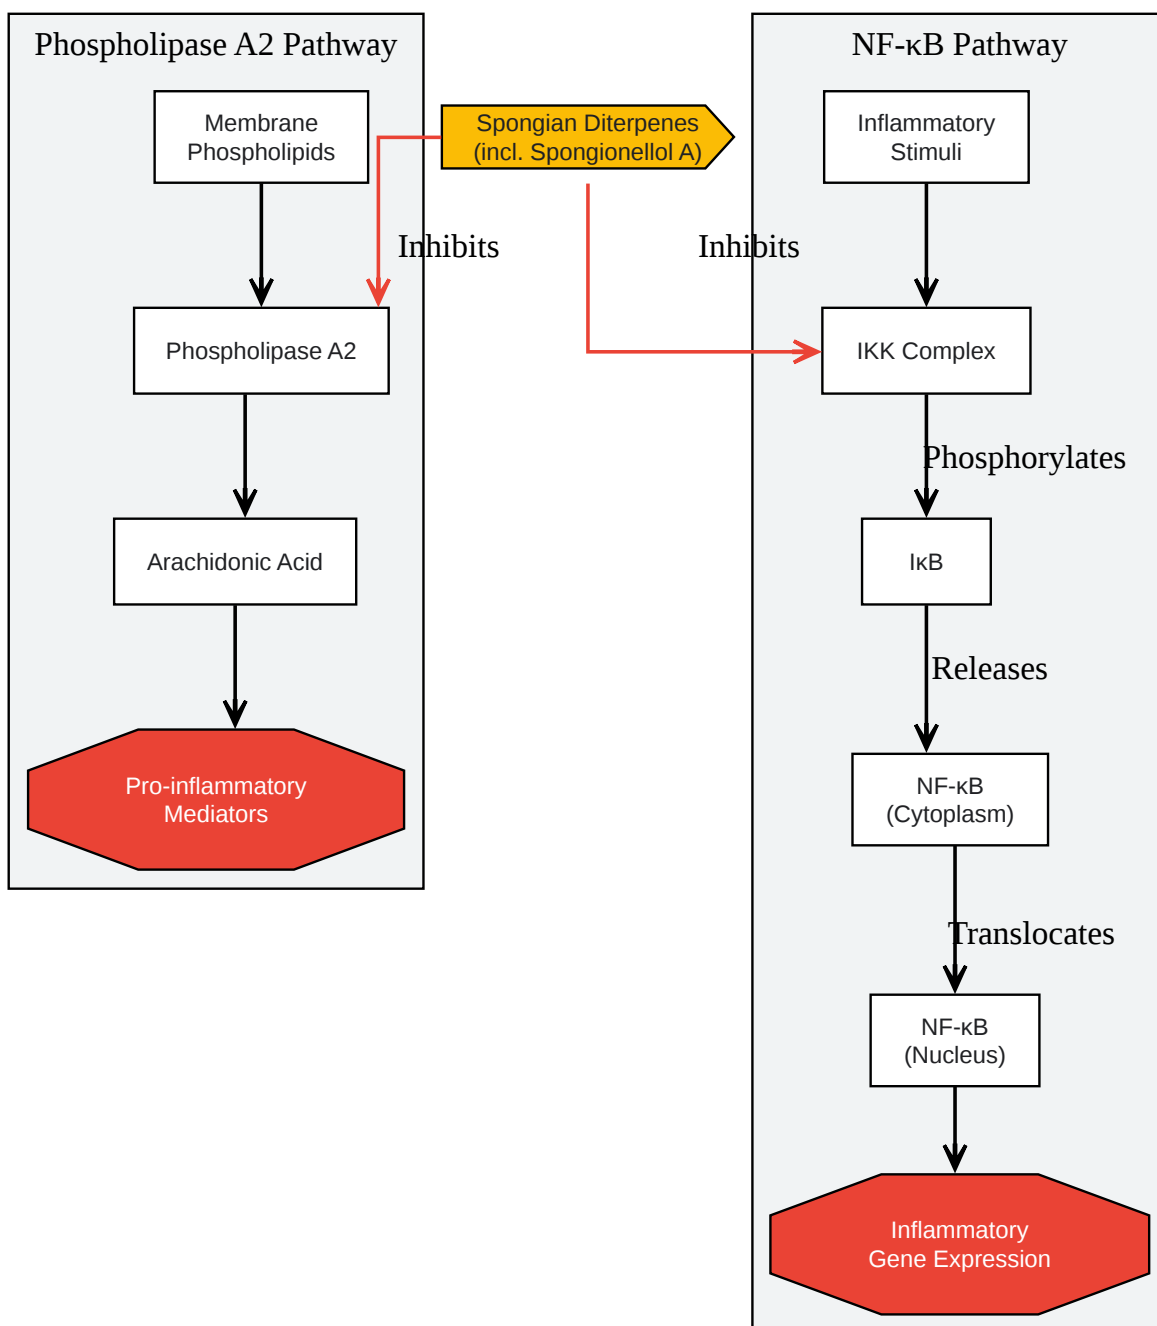 Phospholipase A2 Pathway
Membrane
Phospholipids
Phospholipase A2
Arachidonic Acid
Pro-inflammatory
Mediators
Spongian Diterpenes
(incl. Spongionellol A)
Inhibits
Inhibits
NF-κB Pathway
Inflammatory
Stimuli
IKK Complex
Phosphorylates
IκB
Releases
NF-κB
(Cytoplasm)
Translocates
NF-κB
(Nucleus)
Inflammatory
Gene Expression